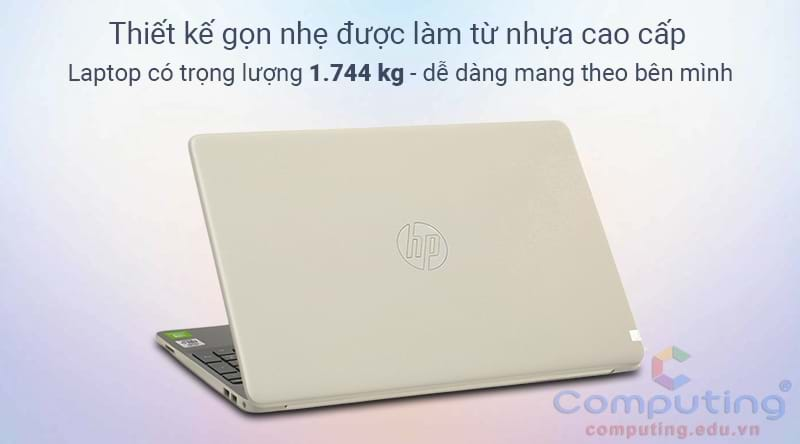 Thiết kế gọn nhẹ được làm từ nhựa cao cấp
Laptop có trọng lượng 1.744 kg - dễ dàng mang theo bên mình
hp
Computing®
computing.edu.vn